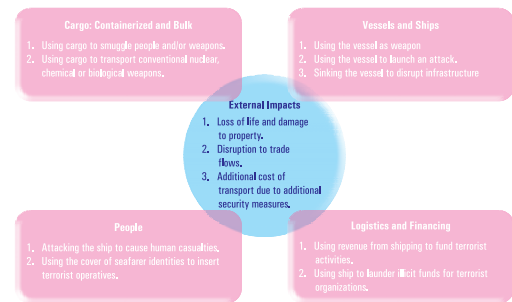 Cargo: Containerized and Bulk
1. Using cargo to smuggle people and/or weapons.
2. Using cargo to transport conventional nuclear,
chemical or biological weapons.
Vessels and Ships
1. Using the vessel as weapon
2. Using the vessel to launch an attack.
3. Sinking the vessel to disrupt infrastructure
External Impacts
1. Loss of life and damage
to property.
2. Disruption to trade
flows.
3. Additional cost of
transport due to additional
security measures.
People
1. Attacking the ship to cause human casualties.
2. Using the cover of seafarer identities to insert
terrorist operatives.
Logistics and Financing
1. Using revenue from shipping to fund terrorist
activities.
2. Using ship to launder illicit funds for terrorist
organizations.